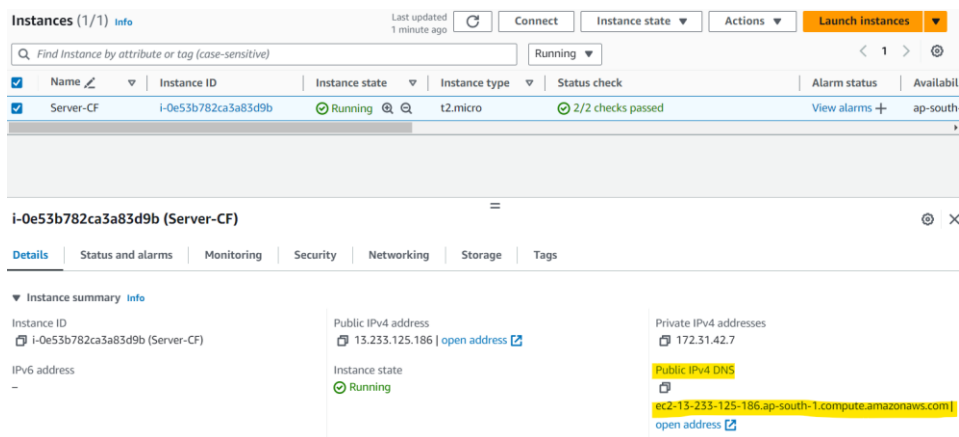 Instances (1/1) Info
Last updated
1 minute ago
Connect
Instance state
Actions
Launch instances
Find Instance by attribute or tag (case-sensitive)
Running
1
Name
Instance ID
Instance state
Instance type
Status check
Alarm status
Availabil
Server-CF
i-0e53b782ca3a83d9b
Running
t2.micro
2/2 checks passed
View alarms
ap-south-
i-0e53b782ca3a83d9b (Server-CF)
Details
Status and alarms
Monitoring
Security
Networking
Storage
Tags
Instance summary Info
Instance ID
i-0e53b782ca3a83d9b (Server-CF)
Public IPv4 address
13.233.125.186 | open address
Private IPv4 addresses
172.31.42.7
IPv6 address
–
Instance state
Running
Public IPv4 DNS
ec2-13-233-125-186.ap-south-1.compute.amazonaws.com |
open address